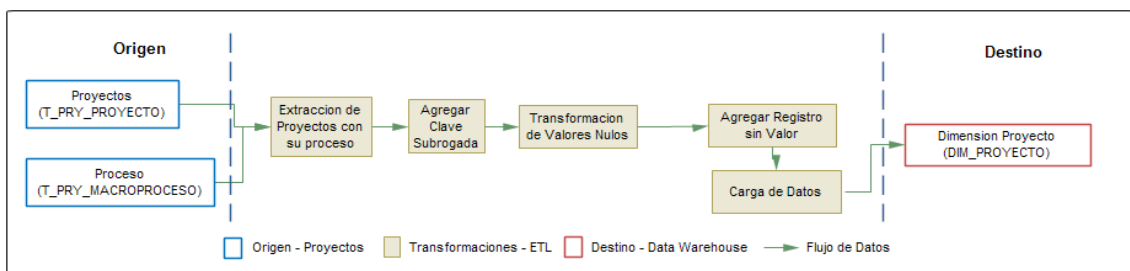 Origen
Destino
Proyectos
(T_PRY_PROYECTO)
Proceso
(T_PRY_MACROPROCESO)
Extraccion de
Proyectos con
su proceso
Agregar
Clave
Subrogada
Transformacion
de Valores Nulos
Agregar Registro
sin Valor
Carga de Datos
Dimension Proyecto
(DIM_PROYECTO)
Origen - Proyectos
Transformaciones - ETL
Destino - Data Warehouse
Flujo de Datos